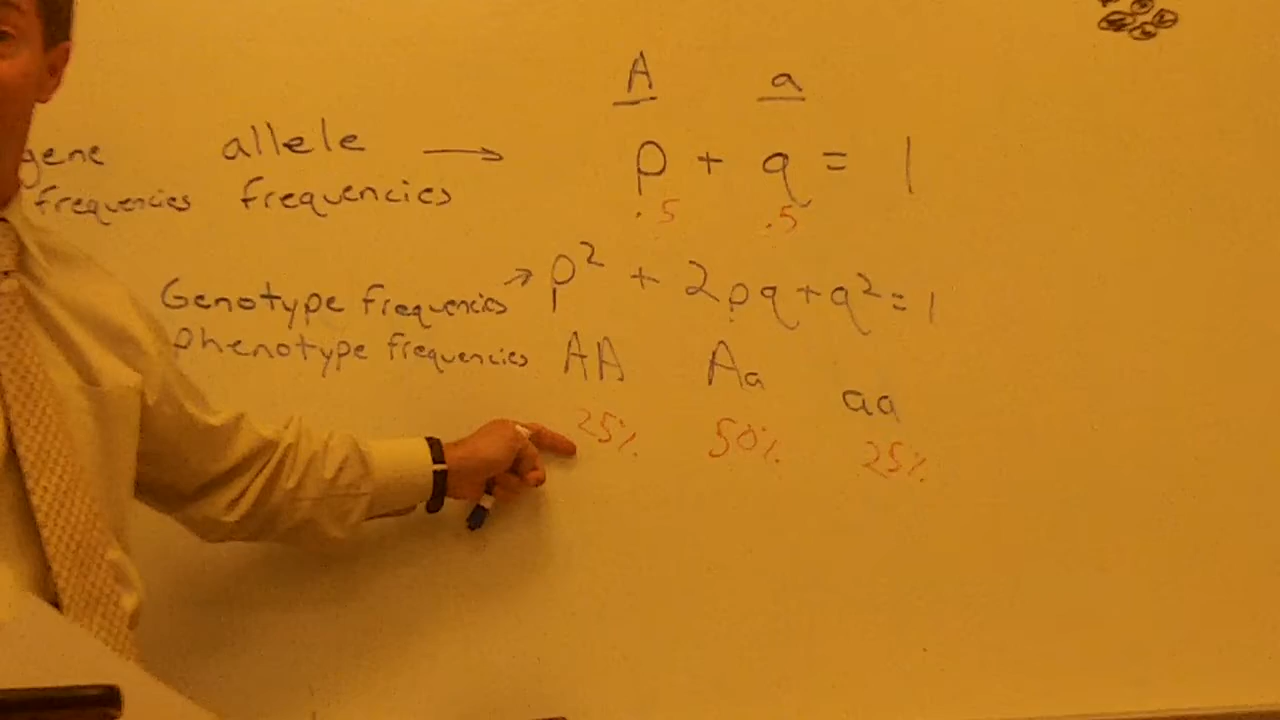 A a
gene allele → p + q = 1
frequencies frequencies .5 .5
Genotype frequencies → p² + 2pq + q² = 1
Phenotype frequencies AA Aa aa
25% 50% 25%